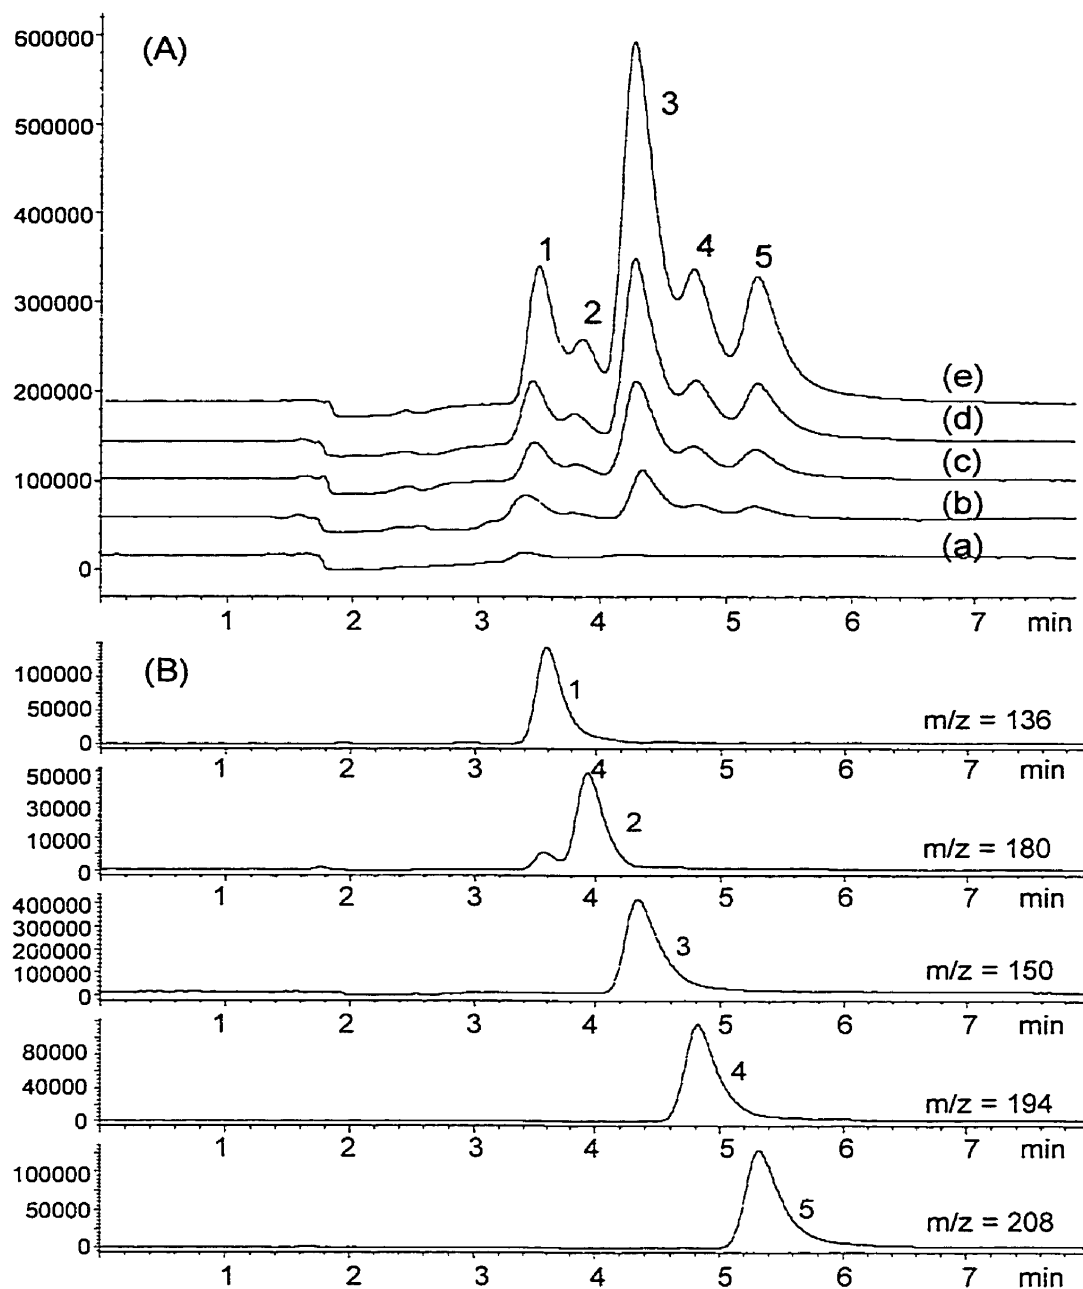 600000
(A)
500000
3
400000
1
4
5
300000
2
(e)
200000
(d)
(c)
100000
(b)
(a)
0
1 2 3 4 5 6 7 min
(B)
100000
1
50000
m/z = 136
0
1 2 3 4 5 6 7 min
50000
30000
2
10000
m/z = 180
0
1 2 3 4 5 6 7 min
400000
300000
3
200000
100000
m/z = 150
0
1 2 3 4 5 6 7 min
80000
4
40000
m/z = 194
0
1 2 3 4 5 6 7 min
100000
5
50000
m/z = 208
0
1 2 3 4 5 6 7 min